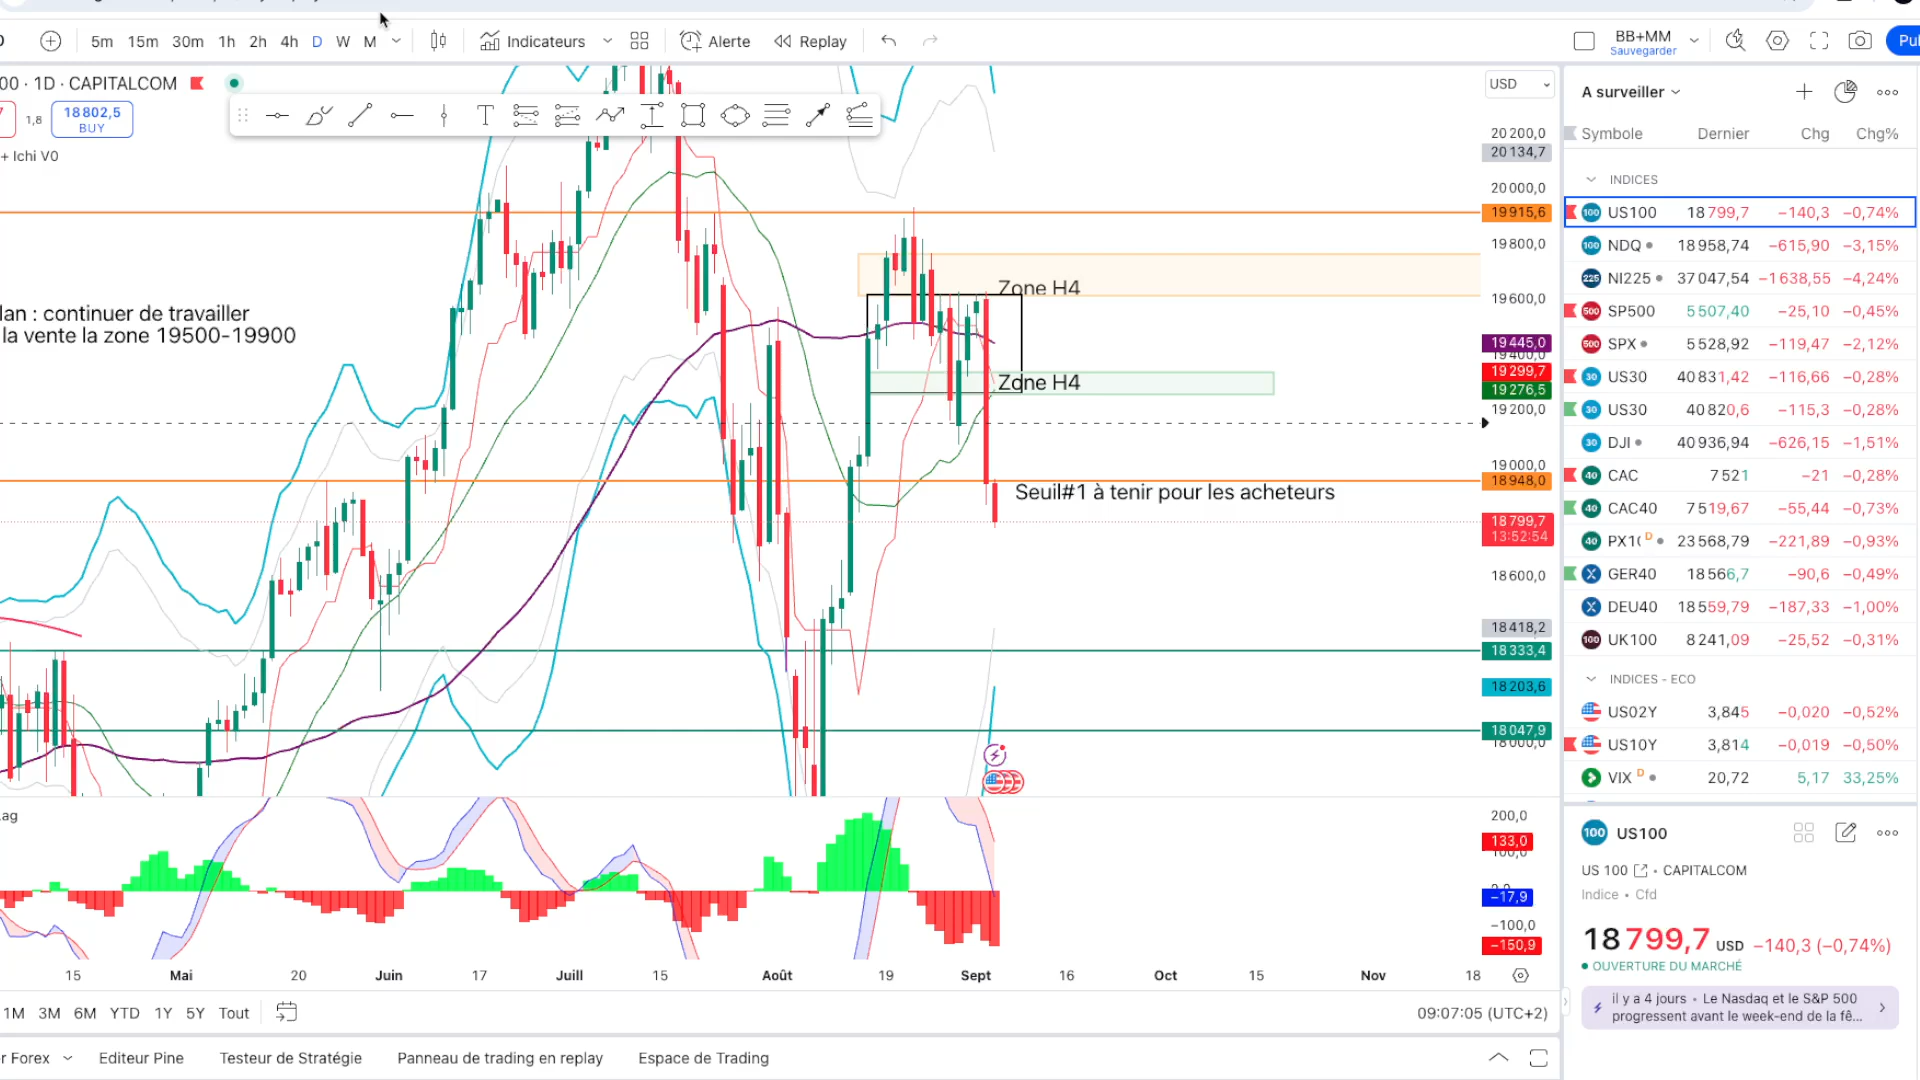 5m 15m 30m 1h 2h 4h D W M Indicateurs Alerte Replay BB+MM
Sauvegarder
00 · 1D · CAPITALCOM
1,8 18 802,5
BUY
+ Ichi V0
lan : continuer de travailler
la vente la zone 19500-19900
Zone H4
Zone H4
Seuil#1 à tenir pour les acheteurs
USD
20 200,0
20 134,7
20 000,0
19 915,6
19 800,0
19 600,0
19 445,0
19 400,0
19 299,7
19 276,5
19 200,0
19 000,0
18 948,0
18 799,7
13:52:54
18 600,0
18 418,2
18 333,4
18 203,6
18 047,9
18 000,0
ag
200,0
133,0
100,0
−17,9
−100,0
−150,9
15 Mai 20 Juin 17 Juill 15 Août 19 Sept 16 Oct 15 Nov 18
1M 3M 6M YTD 1Y 5Y Tout
09:07:05 (UTC+2)
r Forex Editeur Pine Testeur de Stratégie Panneau de trading en replay Espace de Trading
A surveiller
Symbole Dernier Chg Chg%
INDICES
US100 18 799,7 −140,3 −0,74%
NDQ 18 958,74 −615,90 −3,15%
NI225 37 047,54 −1 638,55 −4,24%
SP500 5 507,40 −25,10 −0,45%
SPX 5 528,92 −119,47 −2,12%
US30 40 831,42 −116,66 −0,28%
US30 40 820,6 −115,3 −0,28%
DJI 40 936,94 −626,15 −1,51%
CAC 7 521 −21 −0,28%
CAC40 7 519,67 −55,44 −0,73%
PX1 D 23 568,79 −221,89 −0,93%
GER40 18 566,7 −90,6 −0,49%
DEU40 18 559,79 −187,33 −1,00%
UK100 8 241,09 −25,52 −0,31%
INDICES - ECO
US02Y 3,845 −0,020 −0,52%
US10Y 3,814 −0,019 −0,50%
VIX D 20,72 5,17 33,25%
100 US100
US 100 • CAPITALCOM
Indice • Cfd
18 799,7 USD −140,3 (−0,74%)
OUVERTURE DU MARCHÉ
il y a 4 jours • Le Nasdaq et le S&P 500
progressent avant le week-end de la fê...